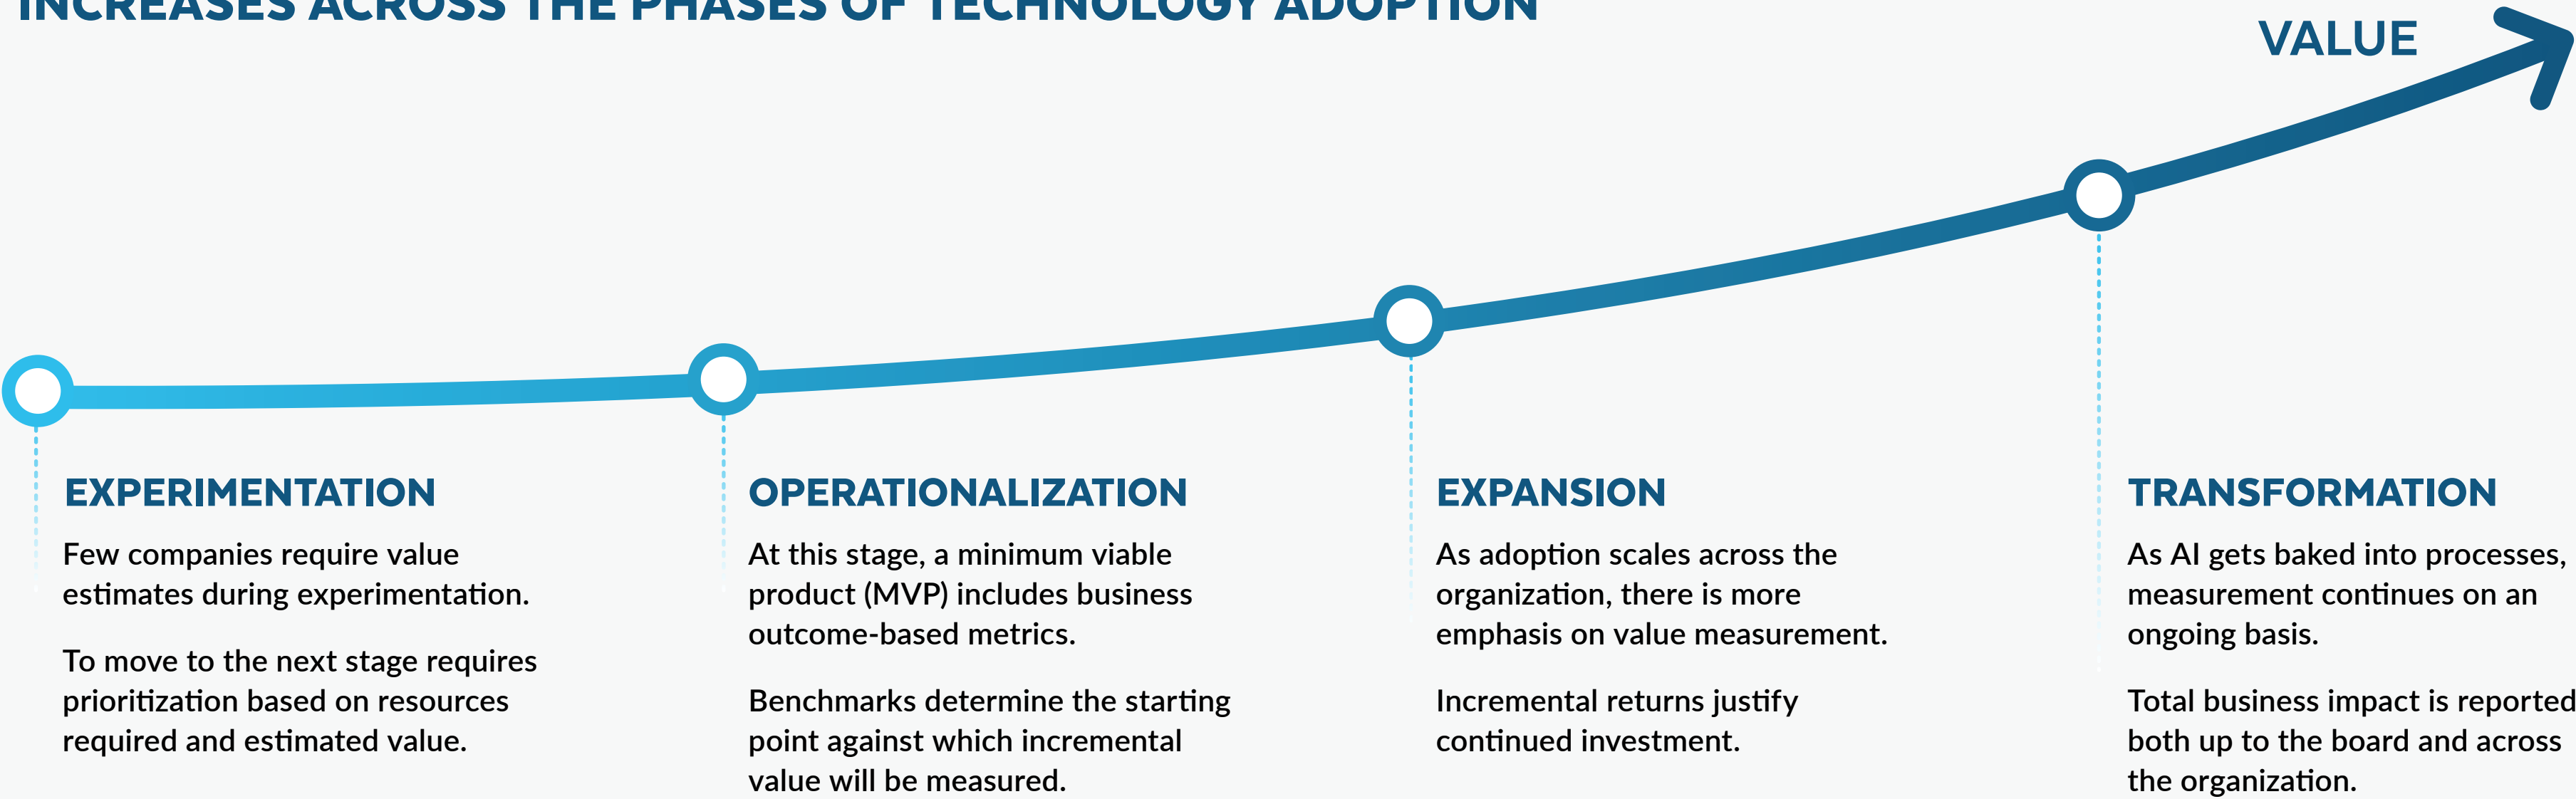 INCREASES ACROSS THE PHASES OF TECHNOLOGY ADOPTION
VALUE
EXPERIMENTATION
Few companies require value
estimates during experimentation.
To move to the next stage requires
prioritization based on resources
required and estimated value.
OPERATIONALIZATION
At this stage, a minimum viable
product (MVP) includes business
outcome-based metrics.
Benchmarks determine the starting
point against which incremental
value will be measured.
EXPANSION
As adoption scales across the
organization, there is more
emphasis on value measurement.
Incremental returns justify
continued investment.
TRANSFORMATION
As AI gets baked into processes,
measurement continues on an
ongoing basis.
Total business impact is reported
both up to the board and across
the organization.